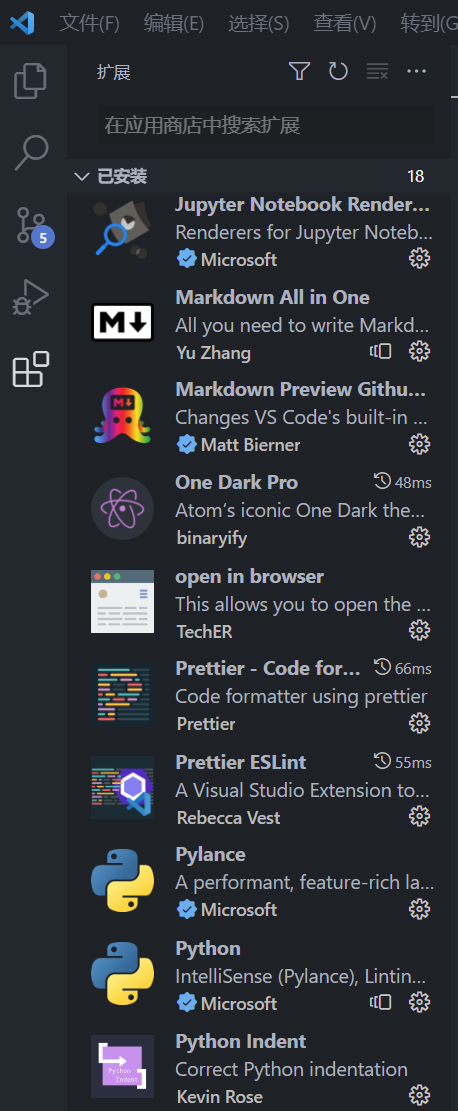 文件(F) 编辑(E) 选择(S) 查看(V) 转到(G
扩展
在应用商店中搜索扩展
已安装 18
Jupyter Notebook Render...
Renderers for Jupyter Noteb...
Microsoft
5
Markdown All in One
All you need to write Markd...
Yu Zhang
Markdown Preview Githu...
Changes VS Code's built-in ...
Matt Bierner
One Dark Pro 48ms
Atom's iconic One Dark the...
binaryify
open in browser
This allows you to open the ...
TechER
Prettier - Code for... 66ms
Code formatter using prettier
Prettier
Prettier ESLint 55ms
A Visual Studio Extension to...
Rebecca Vest
Pylance
A performant, feature-rich la...
Microsoft
Python
IntelliSense (Pylance), Lintin...
Microsoft
Python Indent
Correct Python indentation
Kevin Rose
M
M
Python
Indent